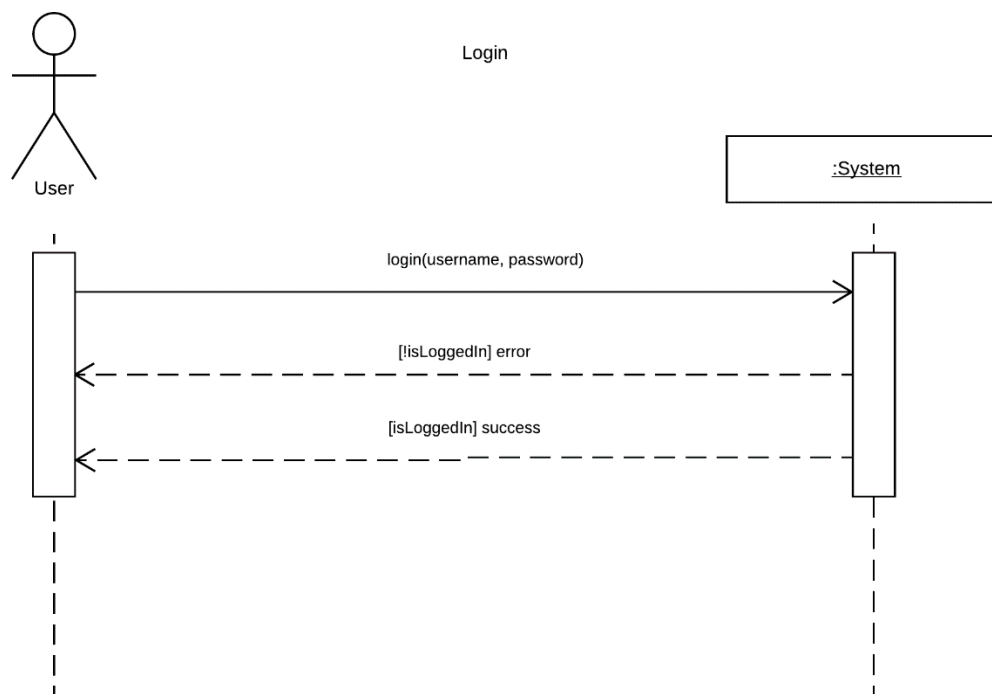 Login
User
:System
login(username, password)
[!isLoggedIn] error
[isLoggedIn] success